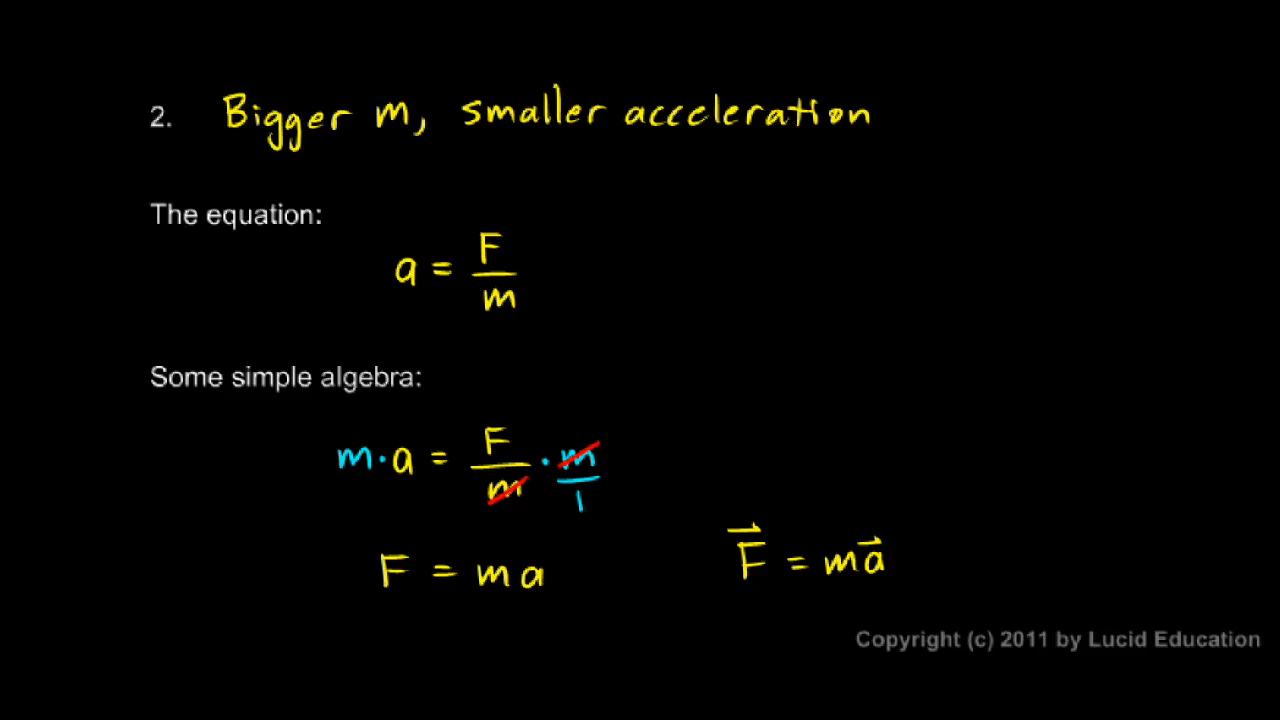 2. Bigger m, smaller acceleration
The equation:
a = F/m
Some simple algebra:
m · a = F/m · m/1
F = ma
F⃗ = ma⃗
Copyright (c) 2011 by Lucid Education